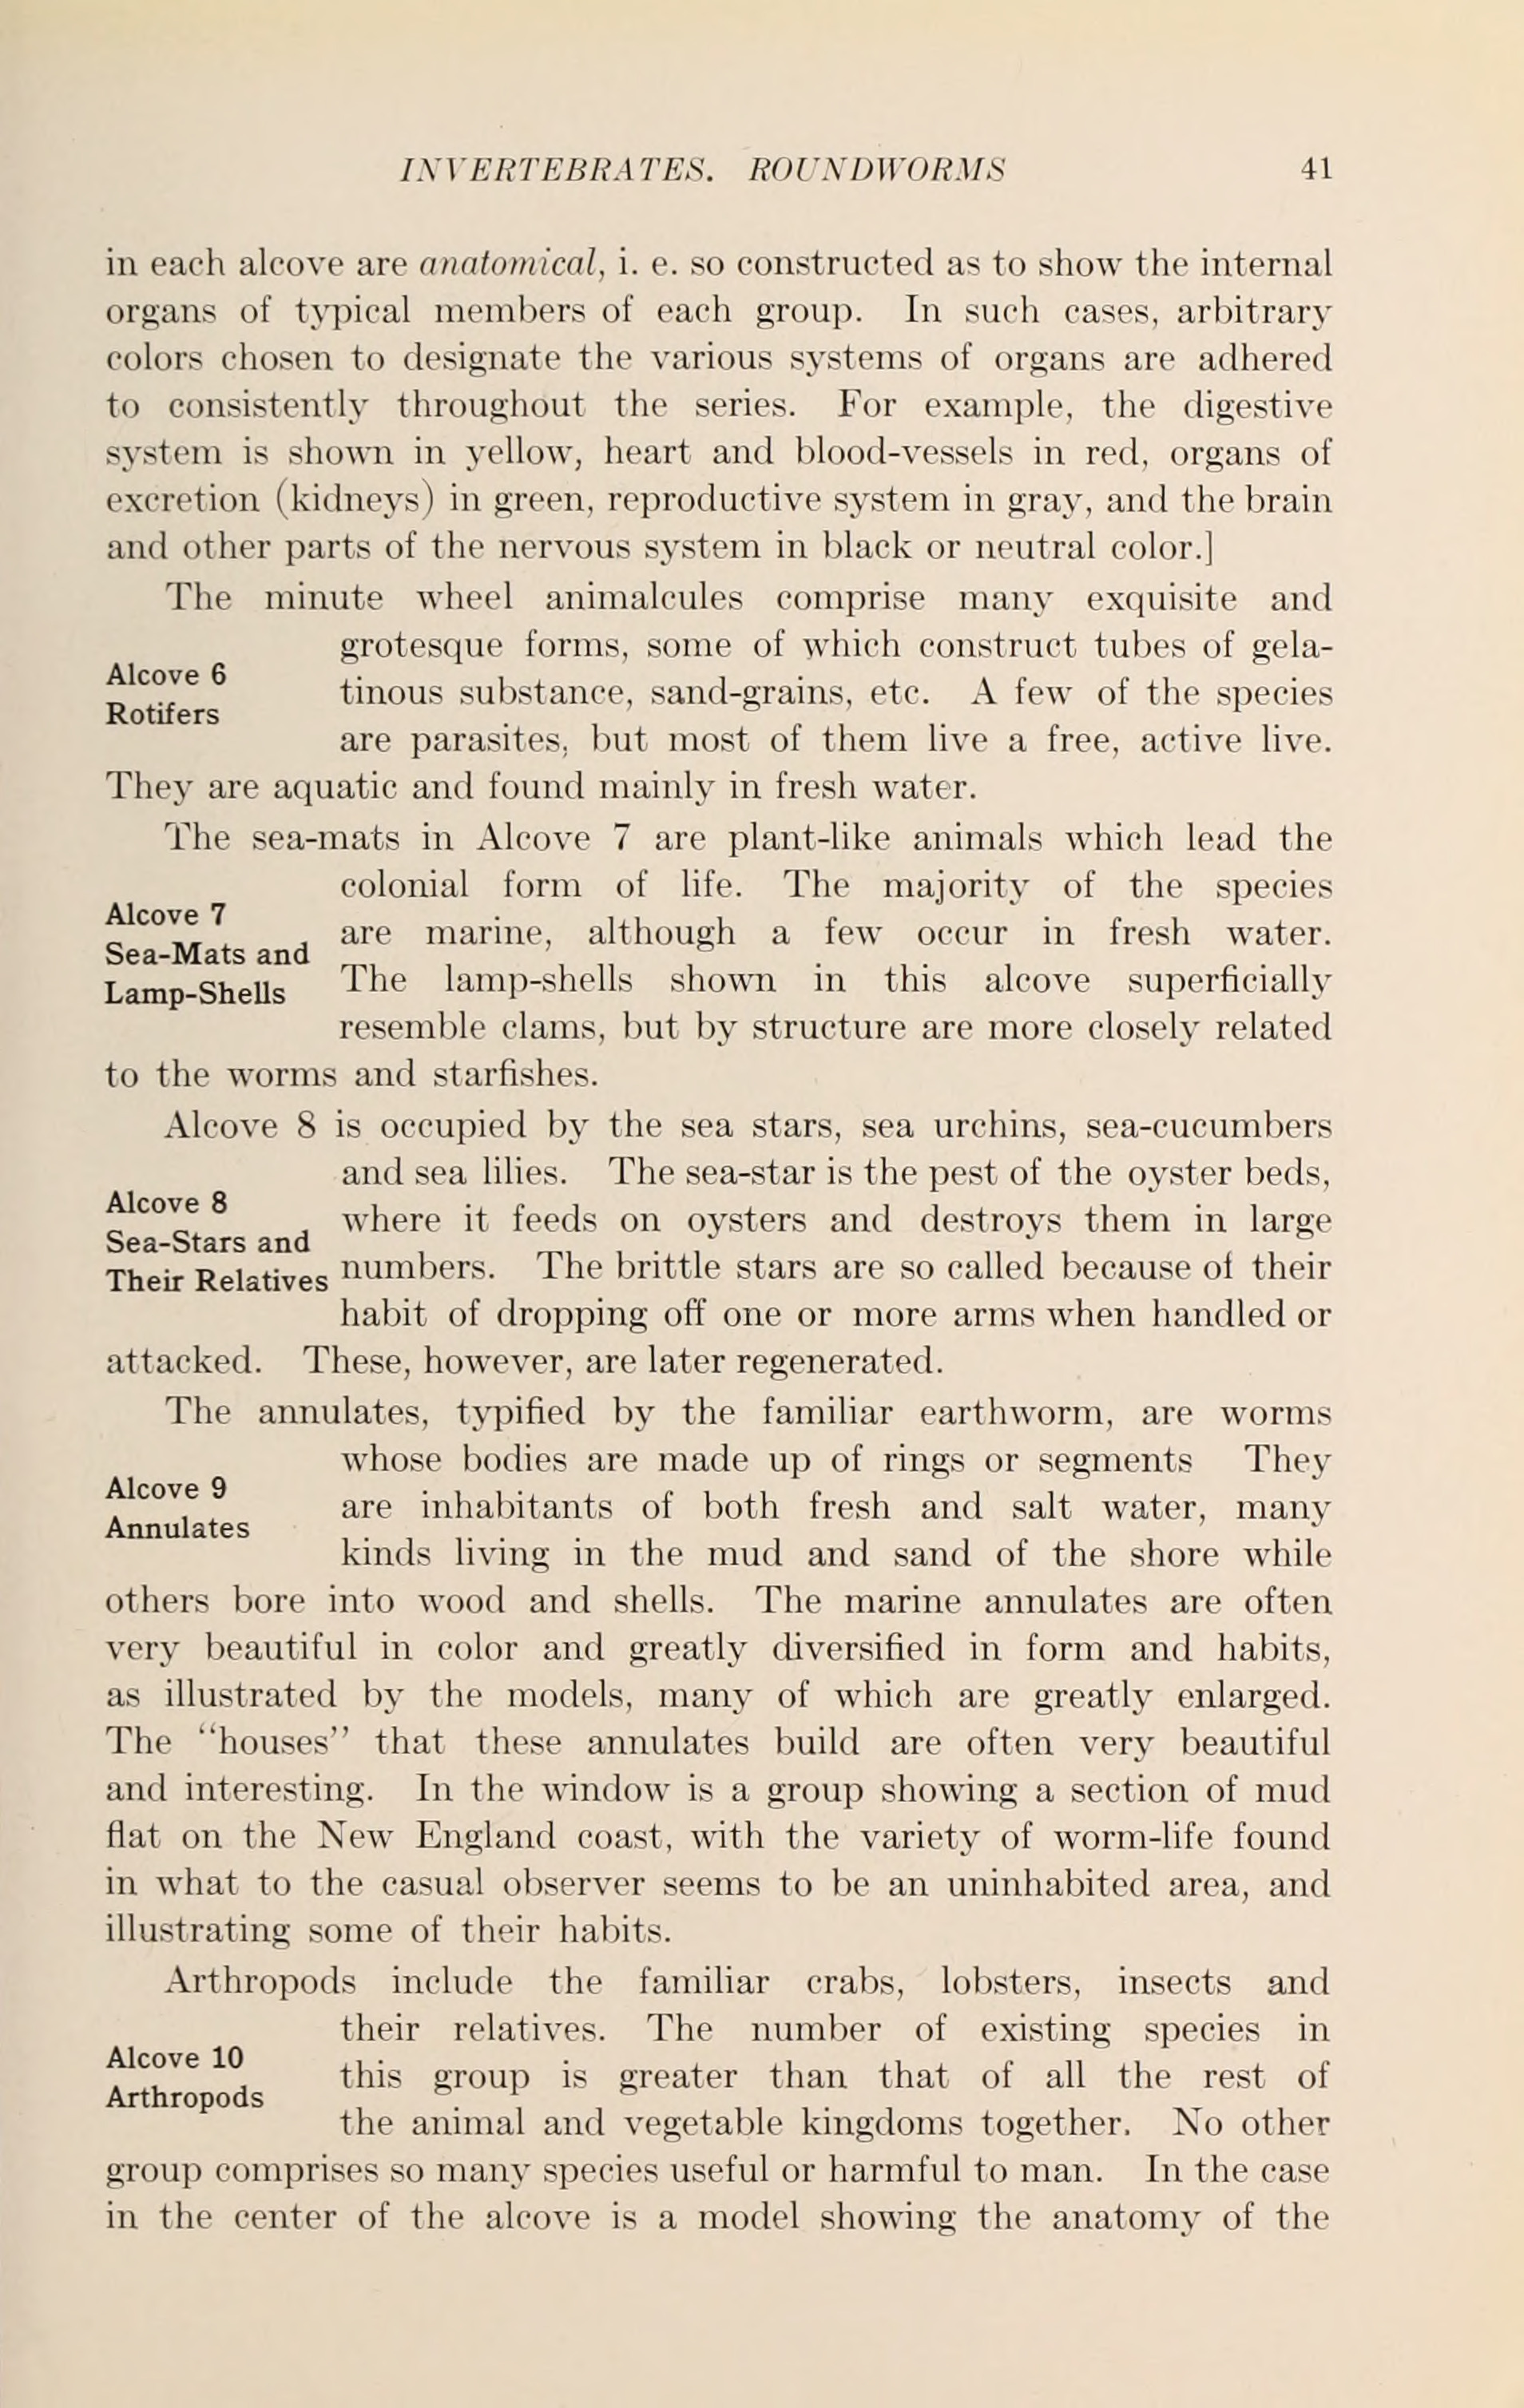 INVERTEBRATES. ROUNDWORMS 41
in each alcove are anatomical, i. e. so constructed as to show the internal
organs of typical members of each group. In such cases, arbitrary
colors chosen to designate the various systems of organs are adhered
to consistently throughout the series. For example, the digestive
system is shown in yellow, heart and blood-vessels in red, organs of
excretion (kidneys) in green, reproductive system in gray, and the brain
and other parts of the nervous system in black or neutral color.]
The minute wheel animalcules comprise many exquisite and
Alcove 6
Rotifers
grotesque forms, some of which construct tubes of gela-
tinous substance, sand-grains, etc. A few of the species
are parasites, but most of them live a free, active live.
They are aquatic and found mainly in fresh water.
The sea-mats in Alcove 7 are plant-like animals which lead the
Alcove 7
Sea-Mats and
Lamp-Shells
colonial form of life. The majority of the species
are marine, although a few occur in fresh water.
The lamp-shells shown in this alcove superficially
resemble clams, but by structure are more closely related
to the worms and starfishes.
Alcove 8 is occupied by the sea stars, sea urchins, sea-cucumbers
Alcove 8
Sea-Stars and
Their Relatives
and sea lilies. The sea-star is the pest of the oyster beds,
where it feeds on oysters and destroys them in large
numbers. The brittle stars are so called because of their
habit of dropping off one or more arms when handled or
attacked. These, however, are later regenerated.
The annulates, typified by the familiar earthworm, are worms
Alcove 9
Annulates
whose bodies are made up of rings or segments They
are inhabitants of both fresh and salt water, many
kinds living in the mud and sand of the shore while
others bore into wood and shells. The marine annulates are often
very beautiful in color and greatly diversified in form and habits,
as illustrated by the models, many of which are greatly enlarged.
The "houses" that these annulates build are often very beautiful
and interesting. In the window is a group showing a section of mud
flat on the New England coast, with the variety of worm-life found
in what to the casual observer seems to be an uninhabited area, and
illustrating some of their habits.
Arthropods include the familiar crabs, lobsters, insects and
Alcove 10
Arthropods
their relatives. The number of existing species in
this group is greater than that of all the rest of
the animal and vegetable kingdoms together. No other
group comprises so many species useful or harmful to man. In the case
in the center of the alcove is a model showing the anatomy of the